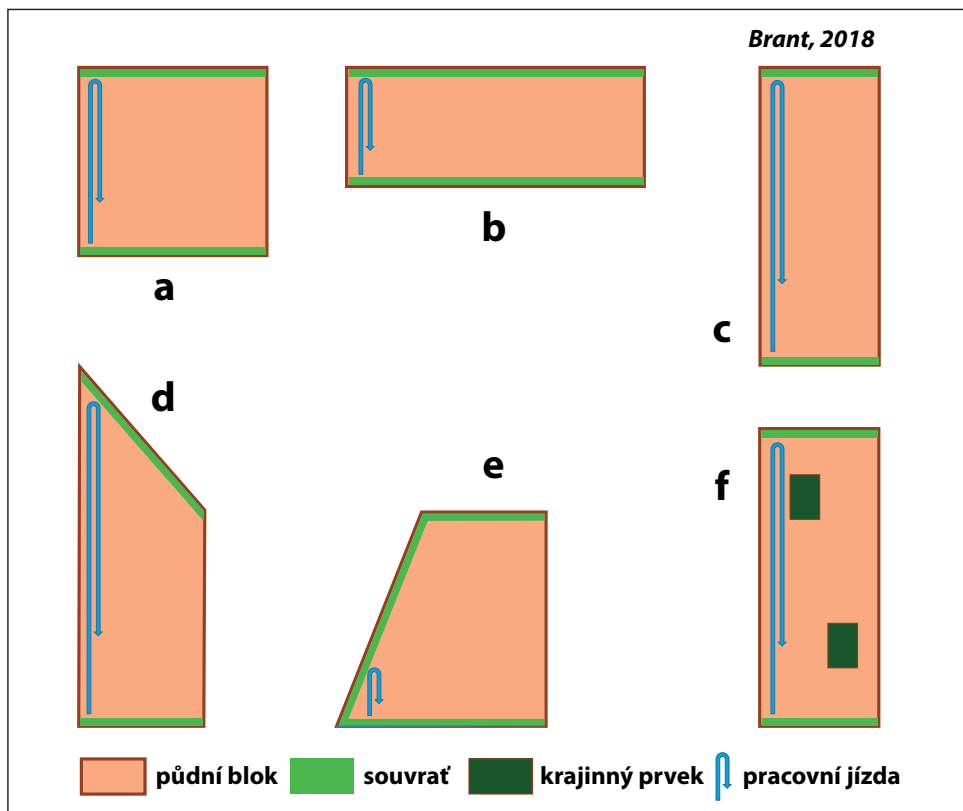 Brant, 2018
a
b
c
d
e
f
půdní blok
souvrať
krajinný prvek
pracovní jízda